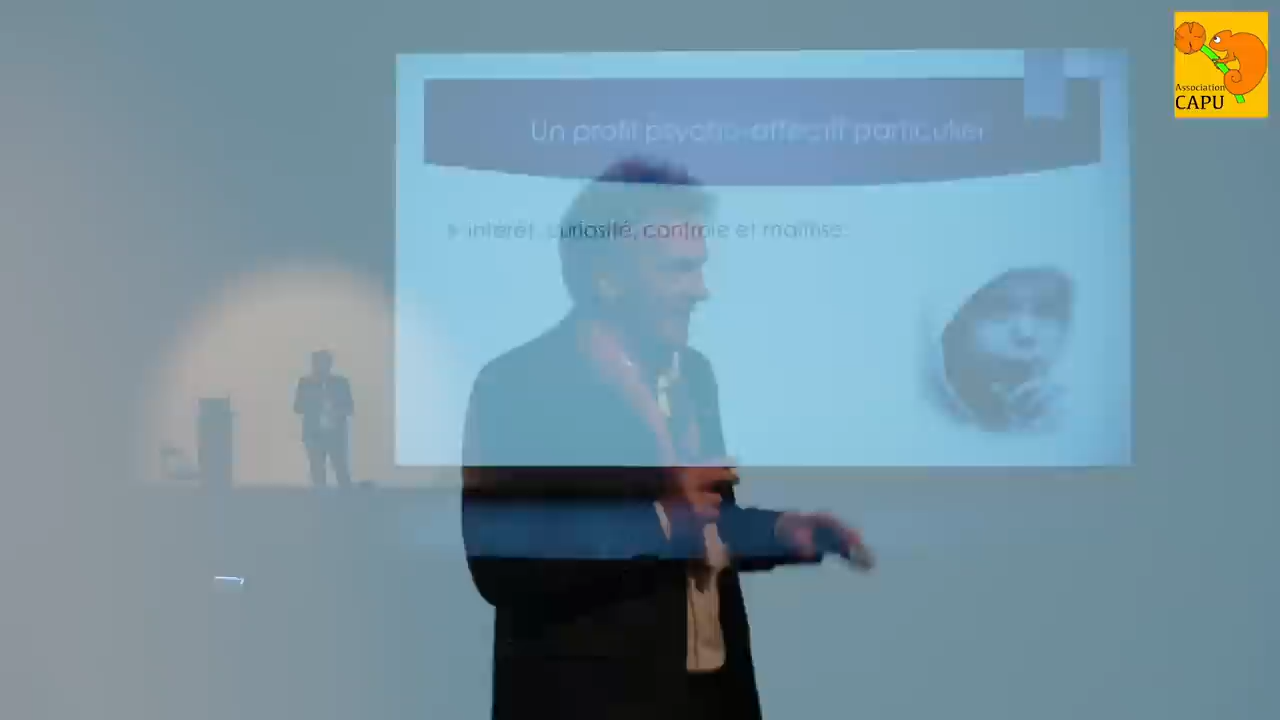 Un profil psycho-affectif particulier
Intérêt, curiosité, contrôle et maîtrise.
Association
CAPU